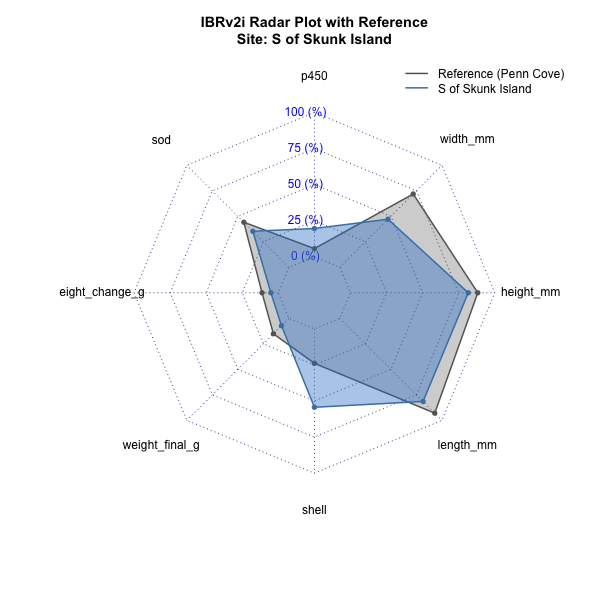 IBRv2i Radar Plot with Reference
Site: S of Skunk Island
Reference (Penn Cove)
S of Skunk Island
p450
100 (%)
75 (%)
50 (%)
25 (%)
0 (%)
sod
width_mm
eight_change_g
height_mm
weight_final_g
length_mm
shell